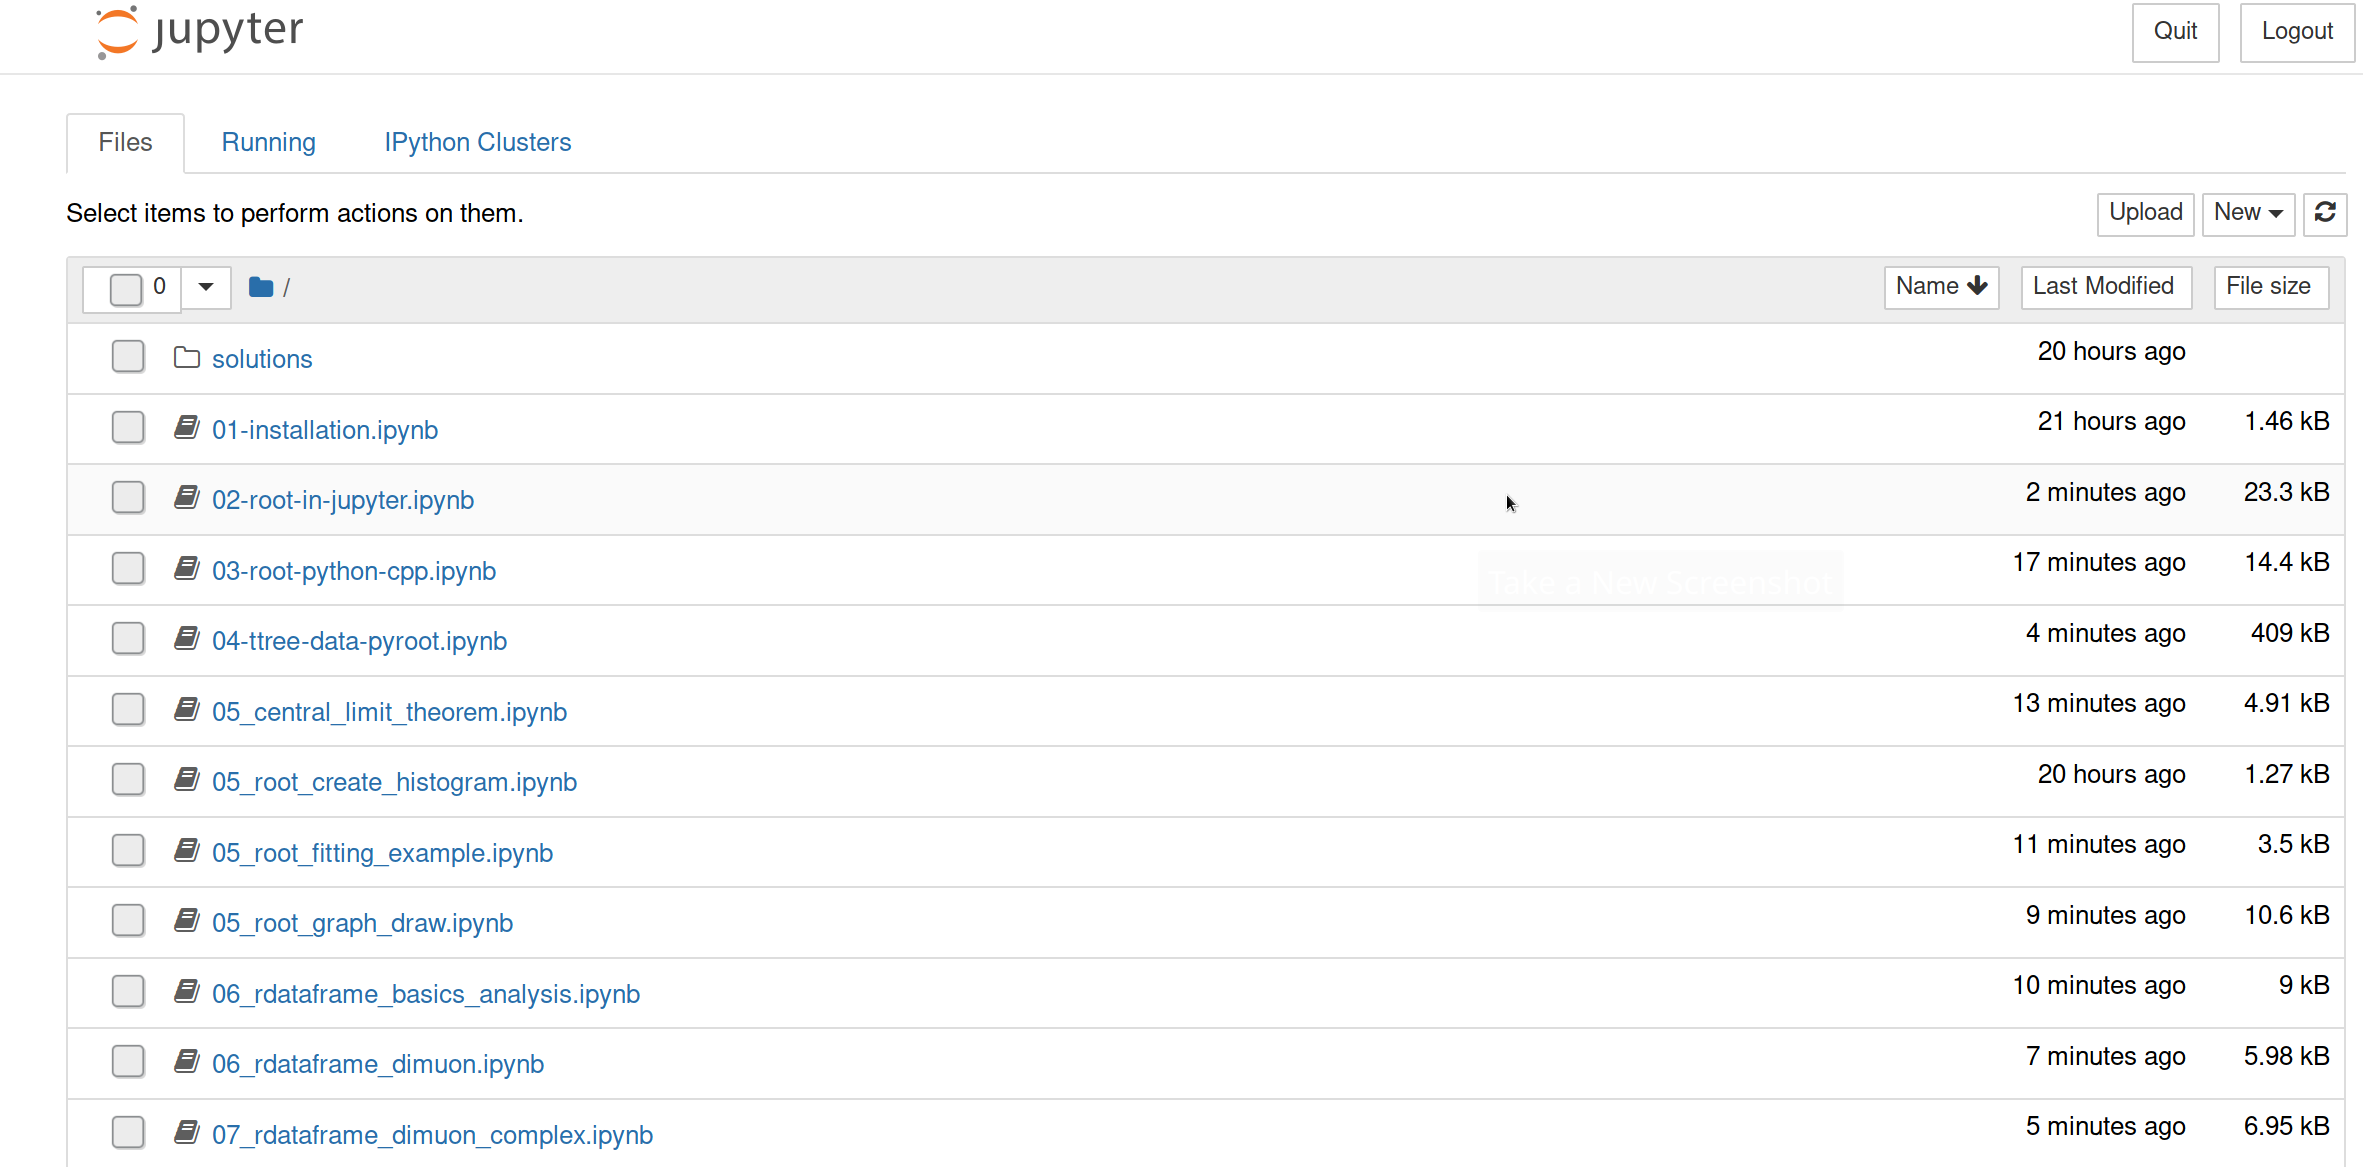 jupyter
Quit
Logout
Files
Running
IPython Clusters
Select items to perform actions on them.
Upload
New
0
/
Name
Last Modified
File size
solutions
20 hours ago
01-installation.ipynb
21 hours ago
1.46 kB
02-root-in-jupyter.ipynb
2 minutes ago
23.3 kB
03-root-python-cpp.ipynb
17 minutes ago
14.4 kB
Take a New Screenshot
04-ttree-data-pyroot.ipynb
4 minutes ago
409 kB
05_central_limit_theorem.ipynb
13 minutes ago
4.91 kB
05_root_create_histogram.ipynb
20 hours ago
1.27 kB
05_root_fitting_example.ipynb
11 minutes ago
3.5 kB
05_root_graph_draw.ipynb
9 minutes ago
10.6 kB
06_rdataframe_basics_analysis.ipynb
10 minutes ago
9 kB
06_rdataframe_dimuon.ipynb
7 minutes ago
5.98 kB
07_rdataframe_dimuon_complex.ipynb
5 minutes ago
6.95 kB